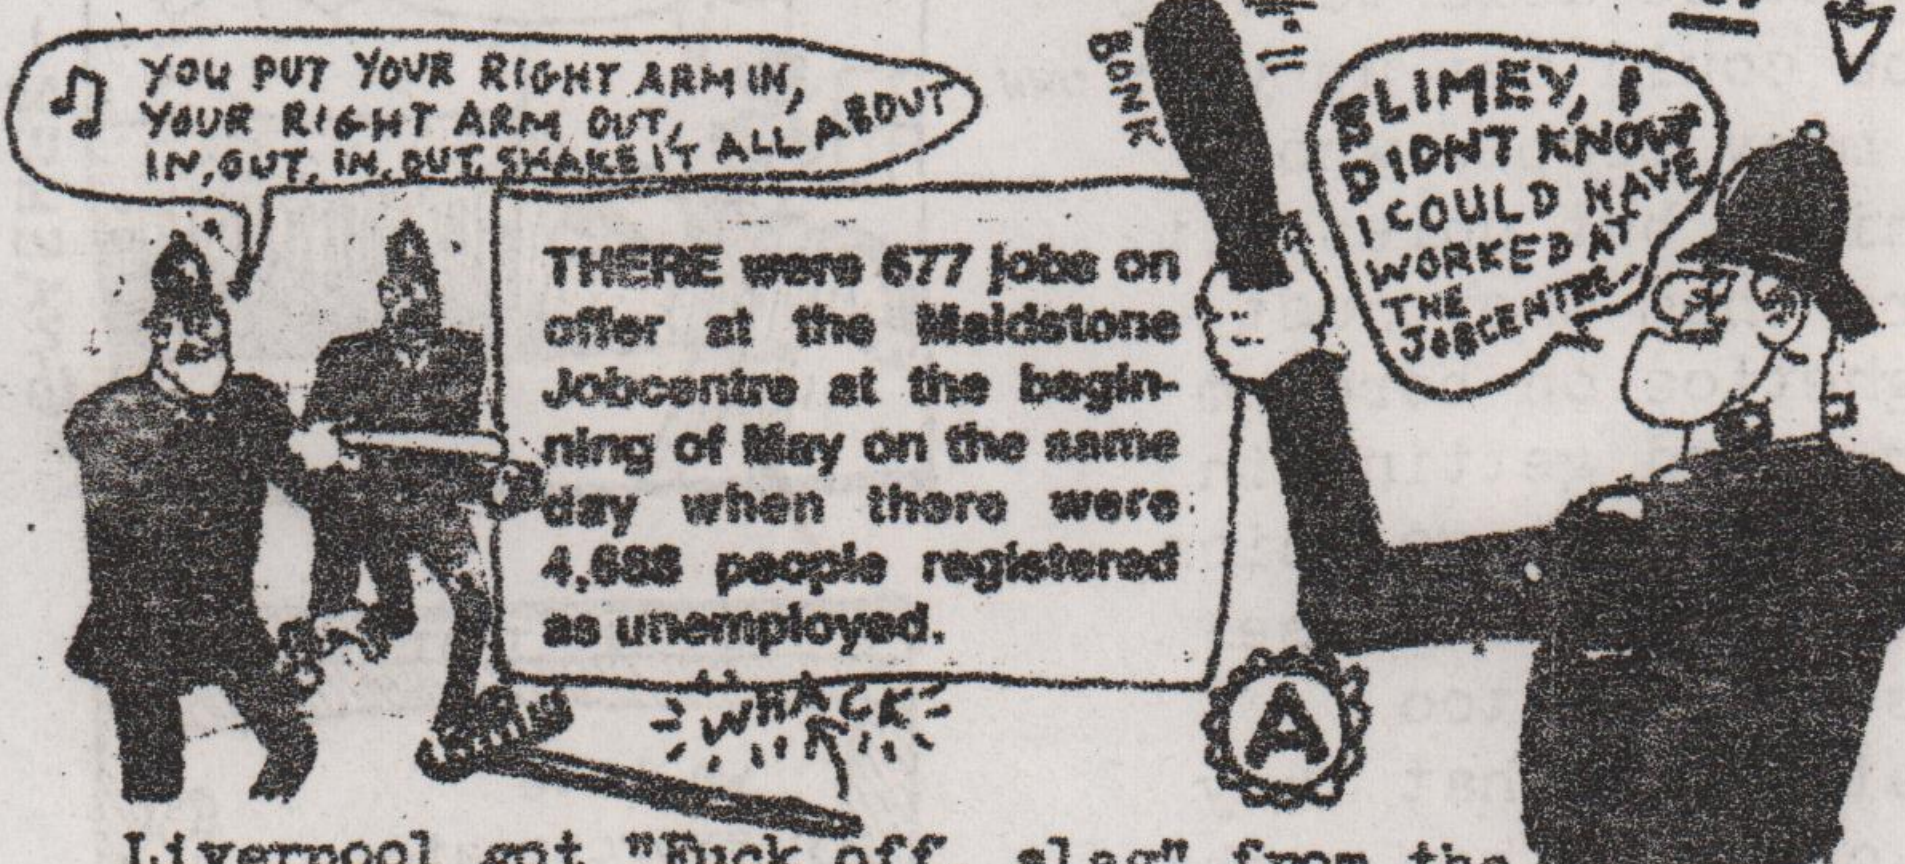 YOU PUT YOUR RIGHT ARM IN,
YOUR RIGHT ARM OUT,
IN, OUT, IN, OUT, SHAKE IT ALL ABOUT
BONK
BLIMEY, I
DIDNT KNOW
I COULD HAVE
WORKED AT
THE
JOBCENTRE
THERE were 677 jobs on
offer at the Maidstone
Jobcentre at the begin-
ning of May on the same
day when there were
people registered
as unemployed.
WHACK
A
Liverpool got "Fuck off slag" from the